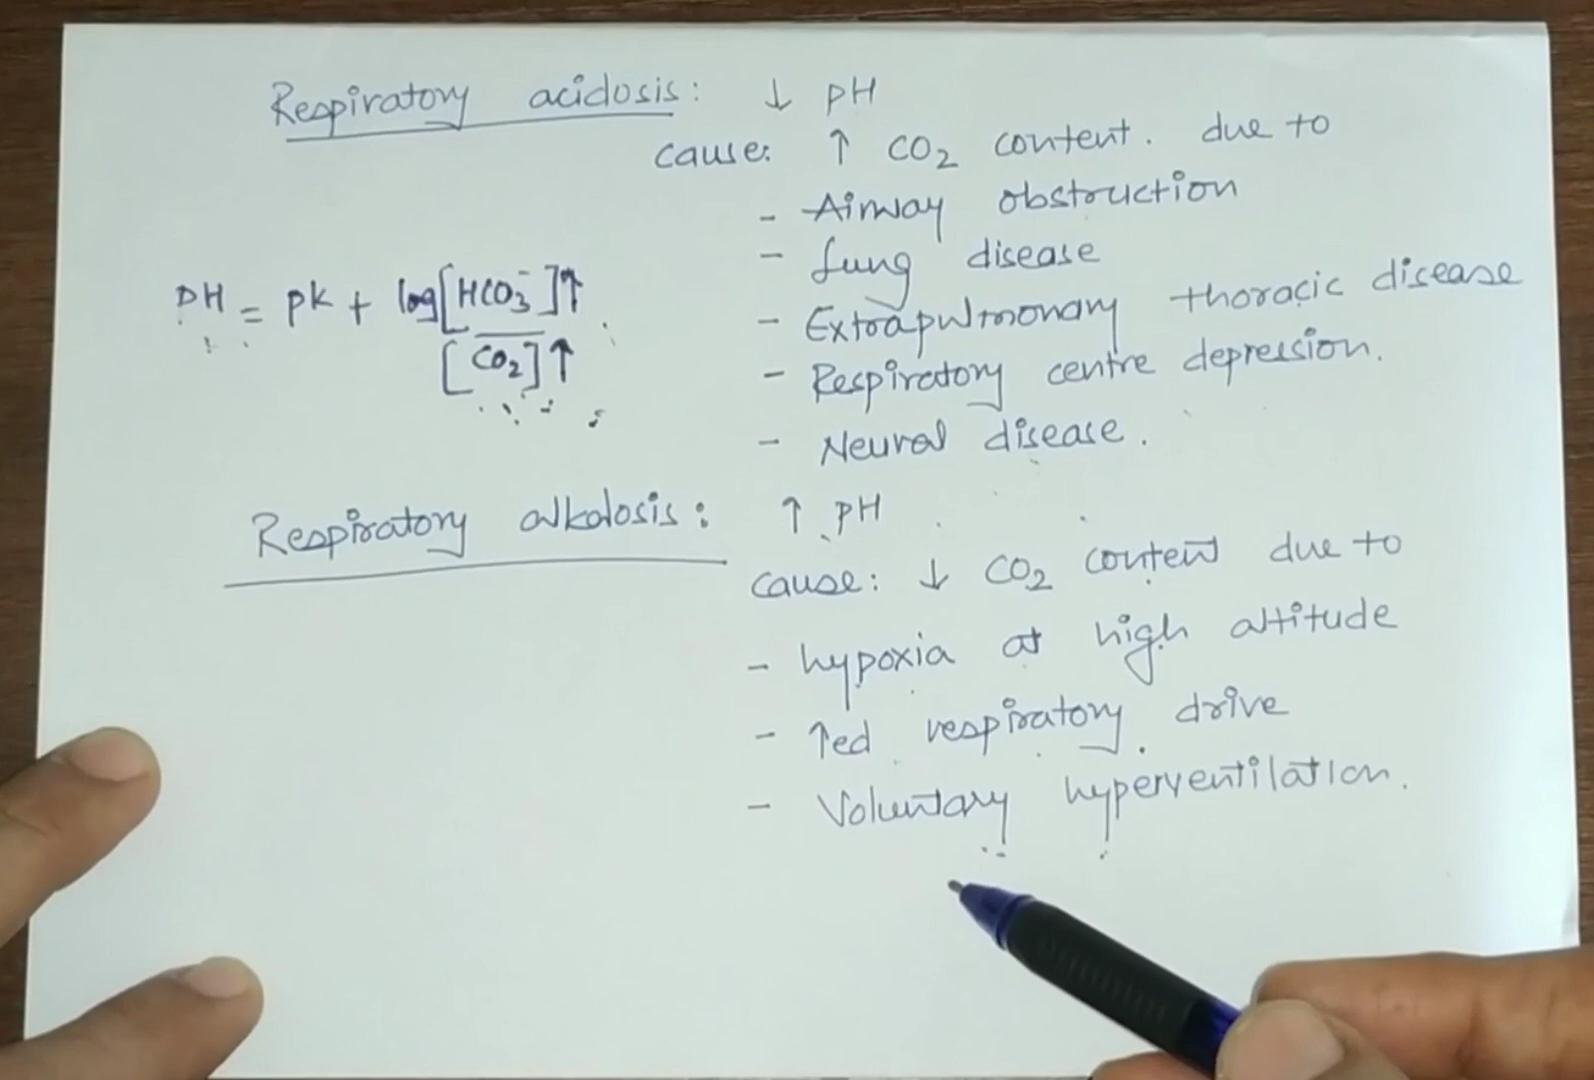 Respiratory acidosis: ↓ pH
cause: ↑ CO2 content. due to
- Airway obstruction
- Lung disease
- Extrapulmonary thoracic disease
- Respiratory centre depression.
- Neural disease.
pH = pk + log[HCO3-]↑
[CO2]↑
Respiratory alkalosis: ↑ pH
cause: ↓ CO2 content due to
- hypoxia at high altitude
- ↑ed respiratory drive
- Voluntary hyperventilation.